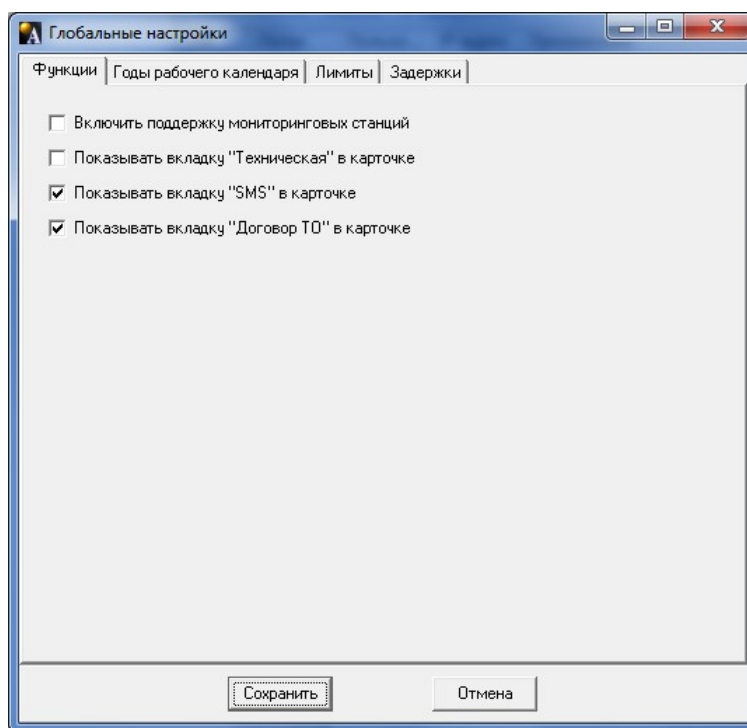 Глобальные настройки
Функции Годы рабочего календаря Лимиты Задержки
Включить поддержку мониторинговых станций
Показывать вкладку "Техническая" в карточке
Показывать вкладку "SMS" в карточке
Показывать вкладку "Договор ТО" в карточке
Сохранить Отмена